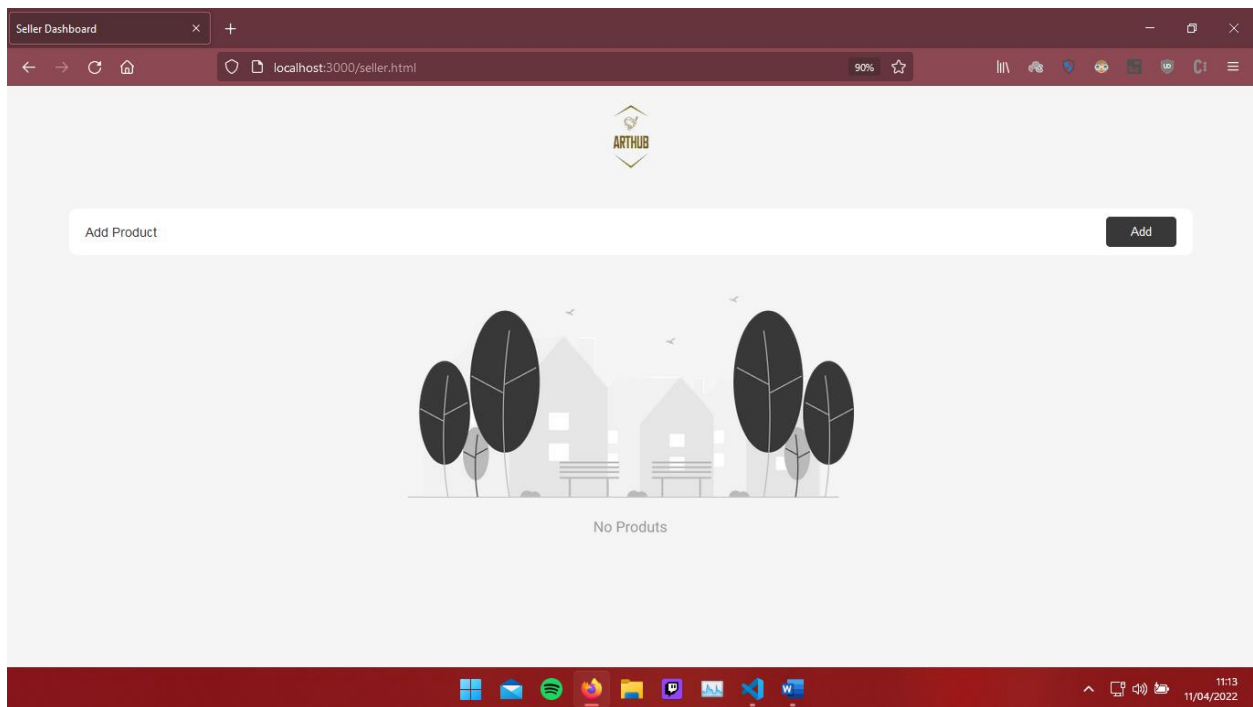 Seller Dashboard
localhost:3000/seller.html
90%
ARTHUB
Add Product
Add
No Produts
11:13
11/04/2022